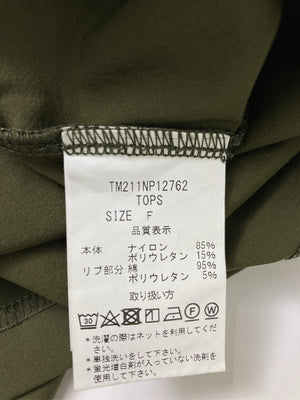 TM211NP12762
TOPS
SIZE F
品質表示
本体 ナイロン 85%
ポリウレタン 15%
リブ部分 綿 95%
ポリウレタン 5%
取り扱い方
30
*洗濯の際はネットを利用してく
ださい。
*単独洗いをして下さい。
*蛍光増白剤が入っていない洗剤を
使用して下さい。